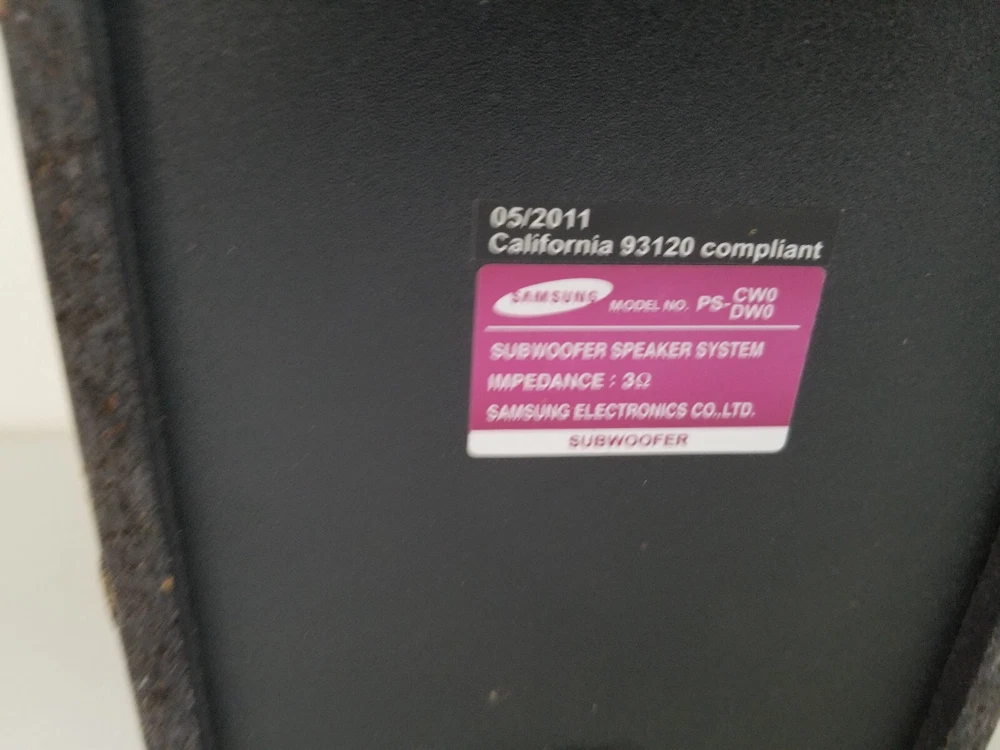 05/2011
California 93120 compliant
SAMSUNG MODEL NO. PS-CW0
DW0
SUBWOOFER SPEAKER SYSTEM
IMPEDANCE : 3Ω
SAMSUNG ELECTRONICS CO.,LTD.
SUBWOOFER